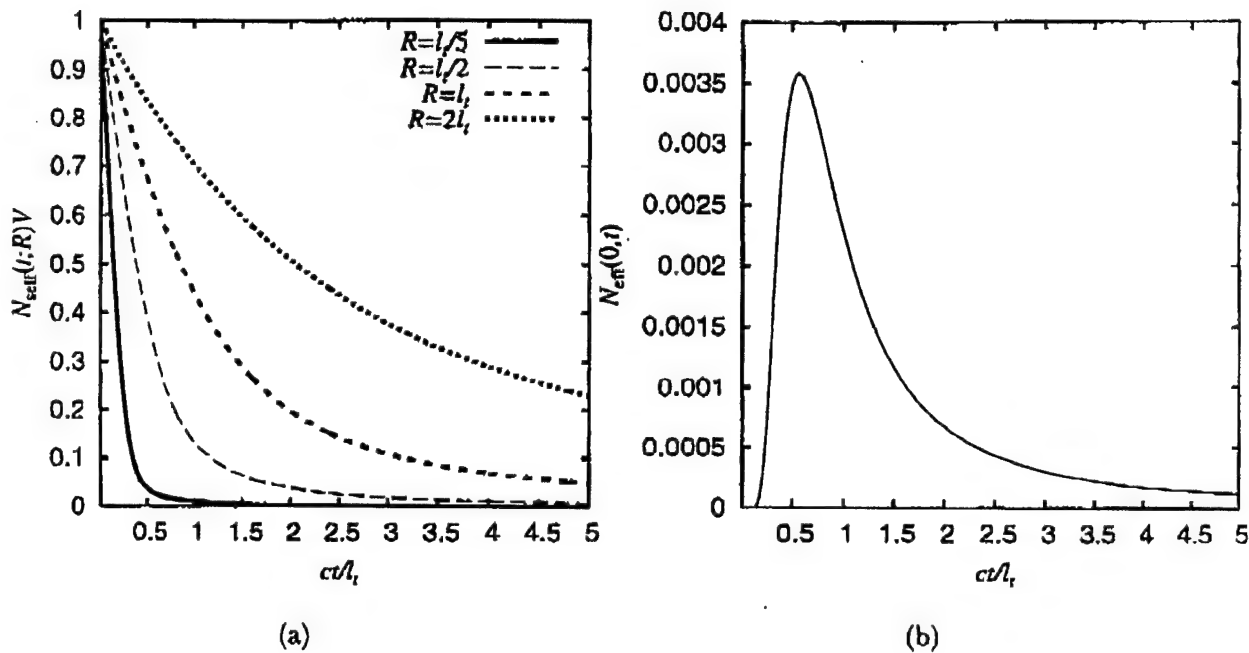 1
0.9
0.8
0.7
0.6
0.5
0.4
0.3
0.2
0.1
0
N_self(t;R)V
R=l_t/5
R=l_t/2
R=l_t
R=2l_t
0.5 1 1.5 2 2.5 3 3.5 4 4.5 5
ct/l_t
(a)
0.004
0.0035
0.003
0.0025
0.002
0.0015
0.001
0.0005
0
N_eff(0,t)
0.5 1 1.5 2 2.5 3 3.5 4 4.5 5
ct/l_t
(b)